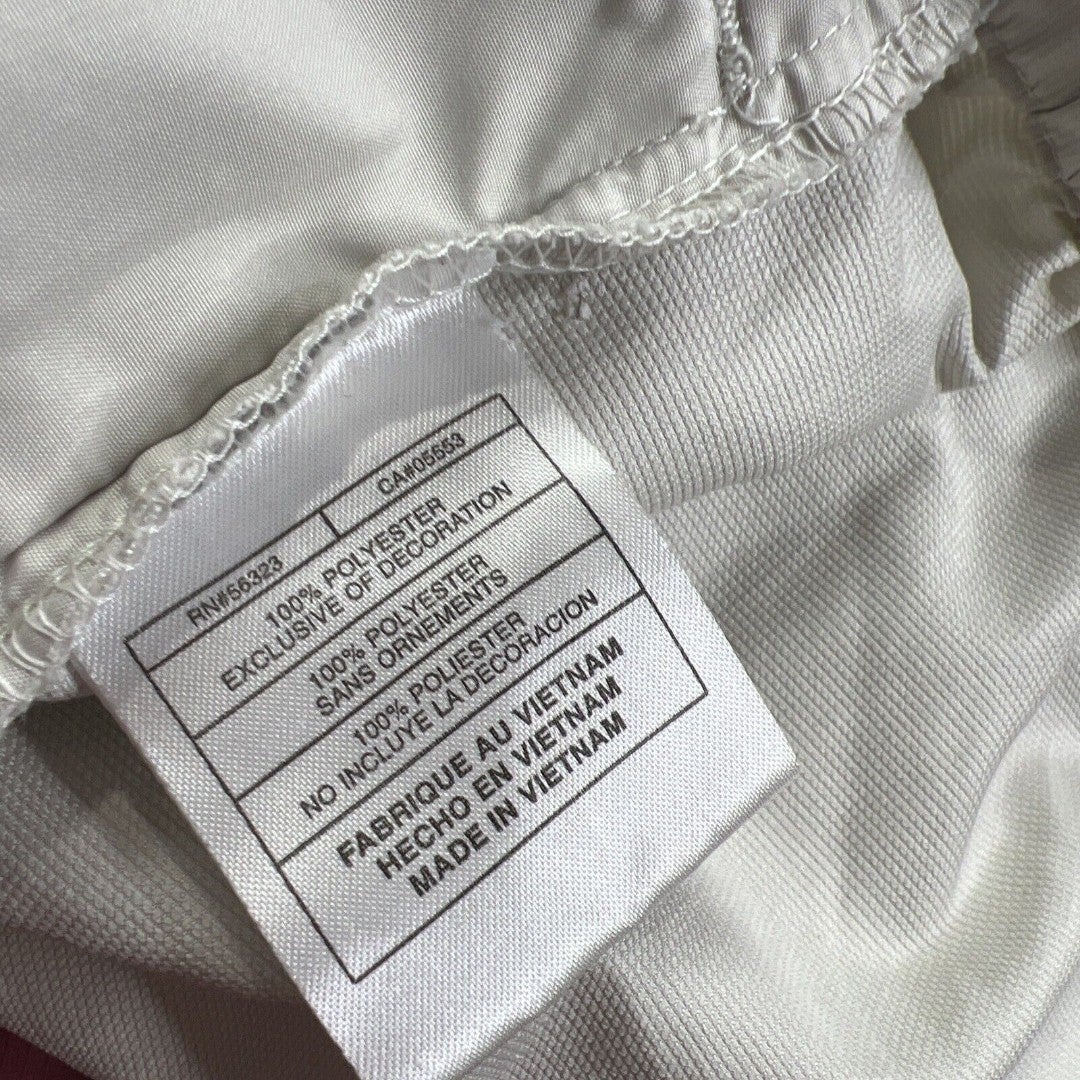 RN#56323 CA#05553
100% POLYESTER
EXCLUSIVE OF DECORATION
100% POLYESTER
SANS ORNEMENTS
100% POLIESTER
NO INCLUYE LA DECORACION
FABRIQUE AU VIETNAM
HECHO EN VIETNAM
MADE IN VIETNAM